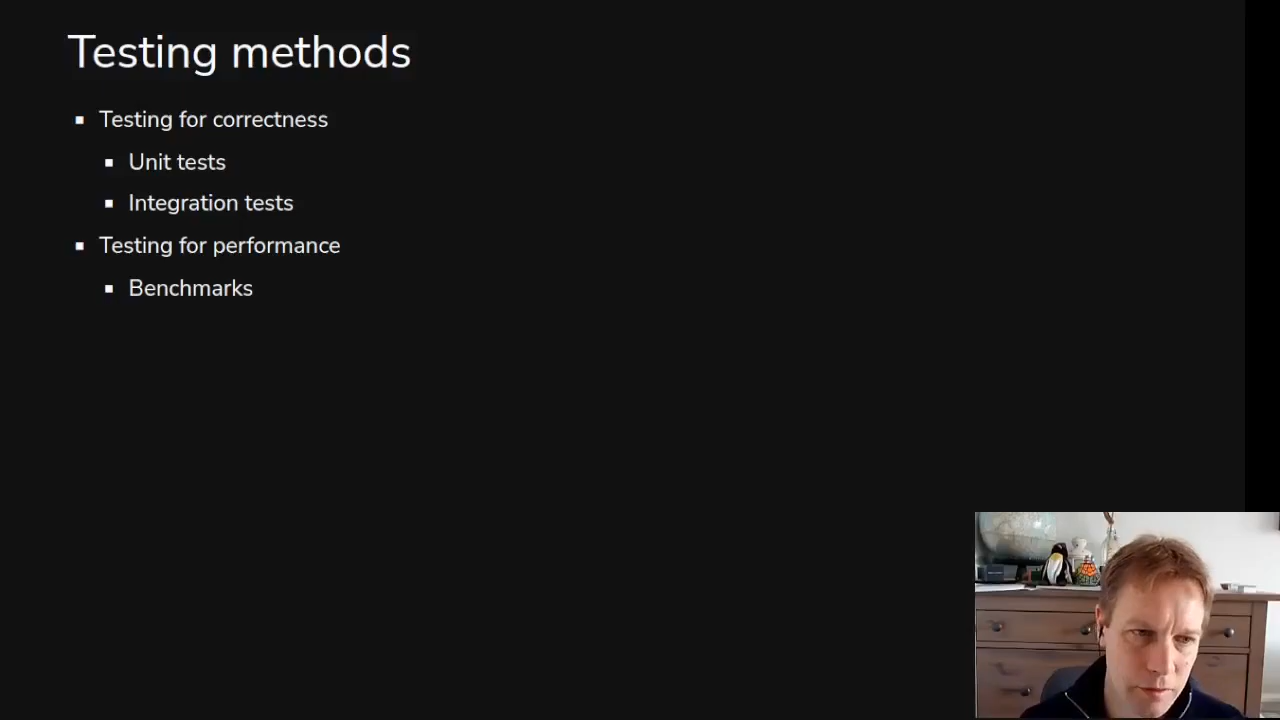 Testing methods
Testing for correctness
Unit tests
Integration tests
Testing for performance
Benchmarks